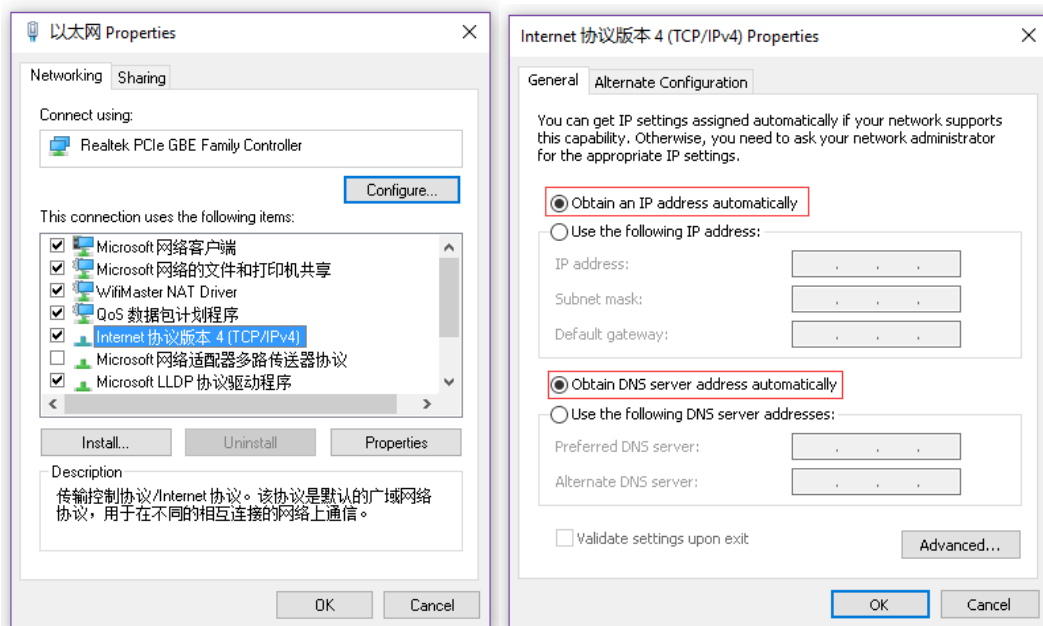 以太网 Properties
Networking
Sharing
Connect using:
Realtek PCIe GBE Family Controller
Configure...
This connection uses the following items:
Microsoft 网络客户端
Microsoft 网络的文件和打印机共享
WifiMaster NAT Driver
QoS 数据包计划程序
Internet 协议版本 4 (TCP/IPv4)
Microsoft 网络适配器多路传送器协议
Microsoft LLDP 协议驱动程序
Install...
Uninstall
Properties
Description
传输控制协议/Internet 协议。该协议是默认的广域网络
协议，用于在不同的相互连接的网络上通信。
OK
Cancel
Internet 协议版本 4 (TCP/IPv4) Properties
General
Alternate Configuration
You can get IP settings assigned automatically if your network supports
this capability. Otherwise, you need to ask your network administrator
for the appropriate IP settings.
Obtain an IP address automatically
Use the following IP address:
IP address:
Subnet mask:
Default gateway:
Obtain DNS server address automatically
Use the following DNS server addresses:
Preferred DNS server:
Alternate DNS server:
Validate settings upon exit
Advanced...
OK
Cancel